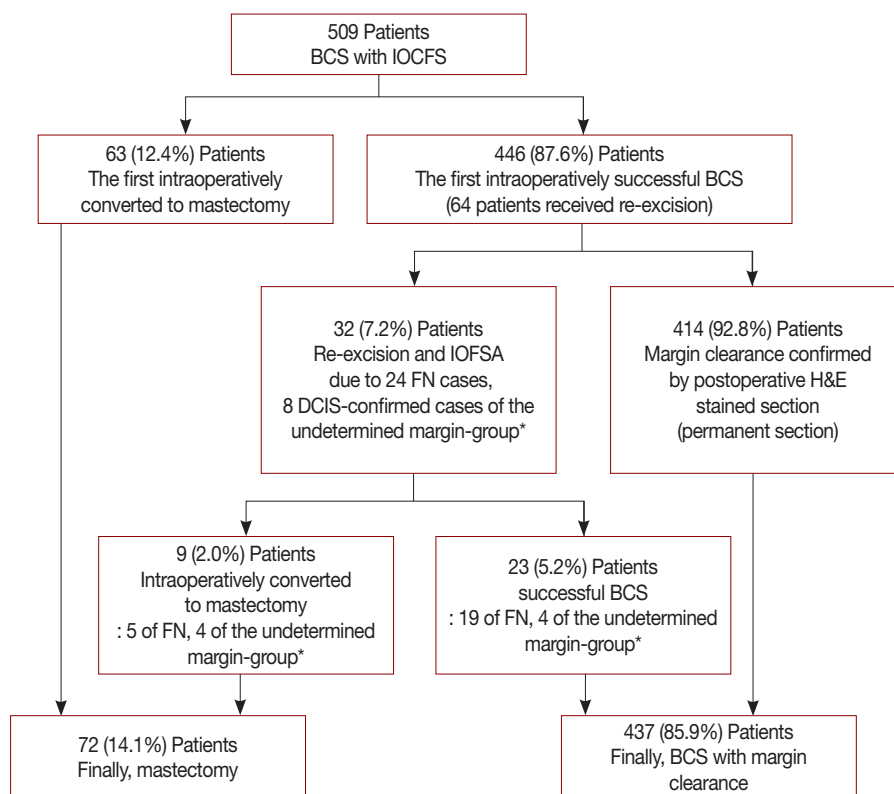 509 Patients
BCS with IOCFS
63 (12.4%) Patients
The first intraoperatively
converted to mastectomy
446 (87.6%) Patients
The first intraoperatively successful BCS
(64 patients received re-excision)
32 (7.2%) Patients
Re-excision and IOFSA
due to 24 FN cases,
8 DCIS-confirmed cases of the
undetermined margin-group*
414 (92.8%) Patients
Margin clearance confirmed
by postoperative H&E
stained section
(permanent section)
9 (2.0%) Patients
Intraoperatively converted
to mastectomy
: 5 of FN, 4 of the undetermined
margin-group*
23 (5.2%) Patients
successful BCS
: 19 of FN, 4 of the undetermined
margin-group*
72 (14.1%) Patients
Finally, mastectomy
437 (85.9%) Patients
Finally, BCS with margin
clearance